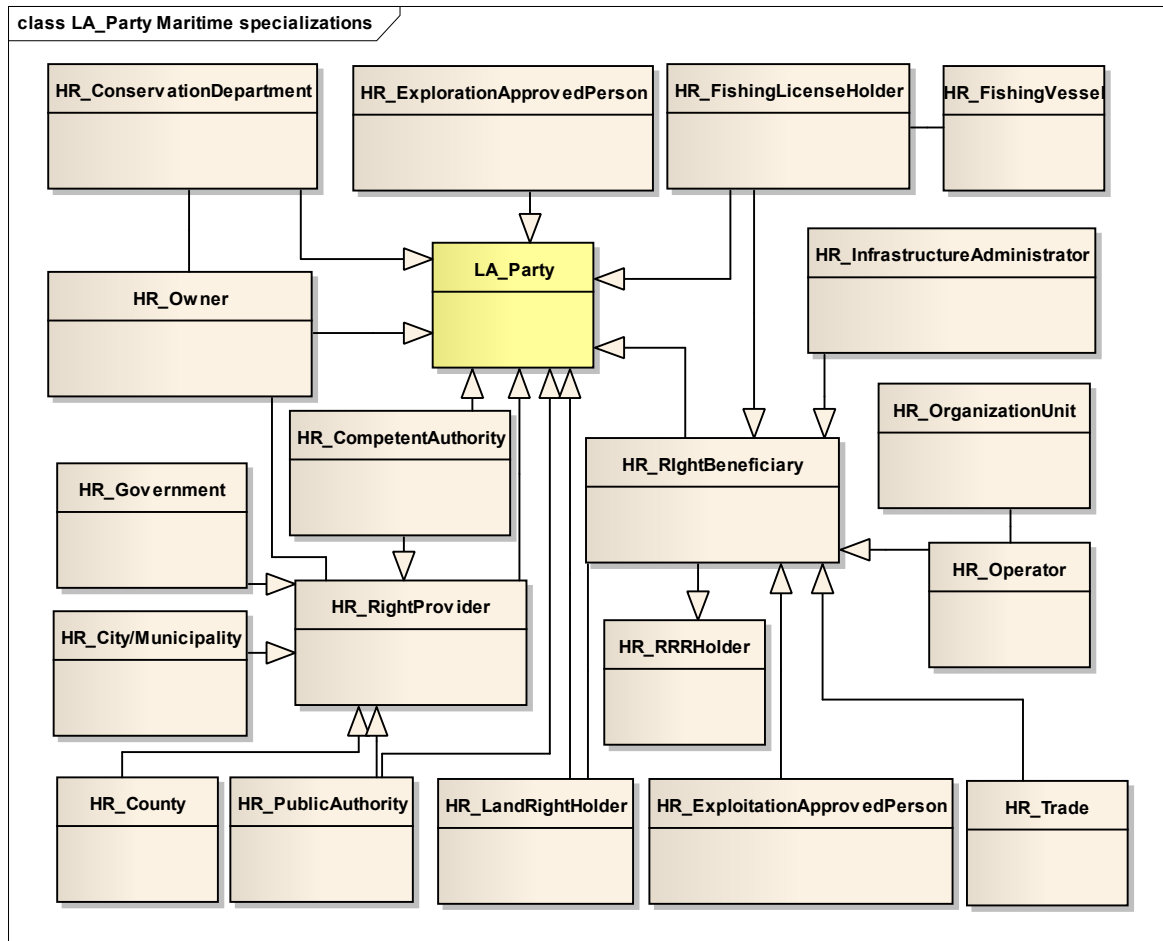 class LA_Party Maritime specializations
HR_ConservationDepartment
HR_ExplorationApprovedPerson
HR_FishingLicenseHolder
HR_FishingVessel
HR_InfrastructureAdministrator
LA_Party
HR_Owner
HR_OrganizationUnit
HR_CompetentAuthority
HR_RIghtBeneficiary
HR_Government
HR_Operator
HR_RightProvider
HR_City/Municipality
HR_RRRHolder
HR_County
HR_PublicAuthority
HR_LandRightHolder
HR_ExploitationApprovedPerson
HR_Trade